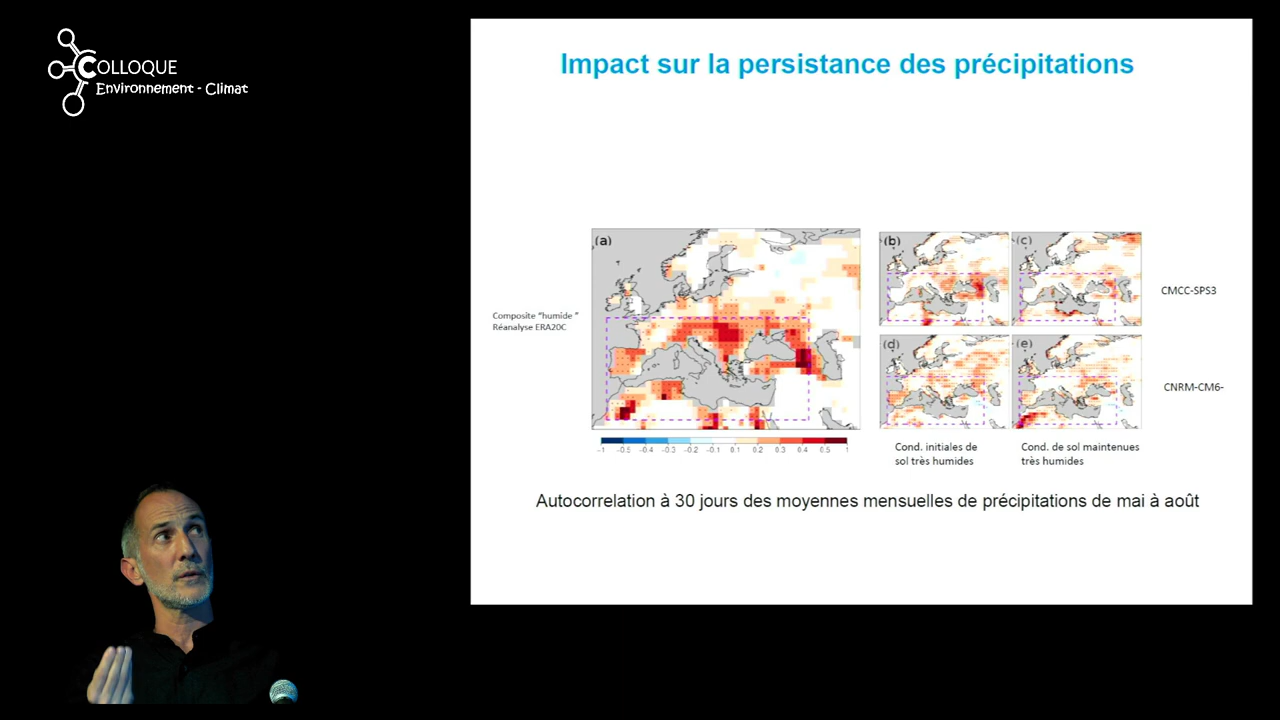 COLLOQUE
Environnement - Climat
Impact sur la persistance des précipitations
(a)
(b)
(c)
CMCC-SPS3
Composite "humide "
Réanalyse ERA20C
(d)
(e)
CNRM-CM6-
-1 -0.5 -0.4 -0.3 -0.2 -0.1 0.1 0.2 0.3 0.4 0.5 1
Cond. initiales de
sol très humides
Cond. de sol maintenues
très humides
Autocorrelation à 30 jours des moyennes mensuelles de précipitations de mai à août